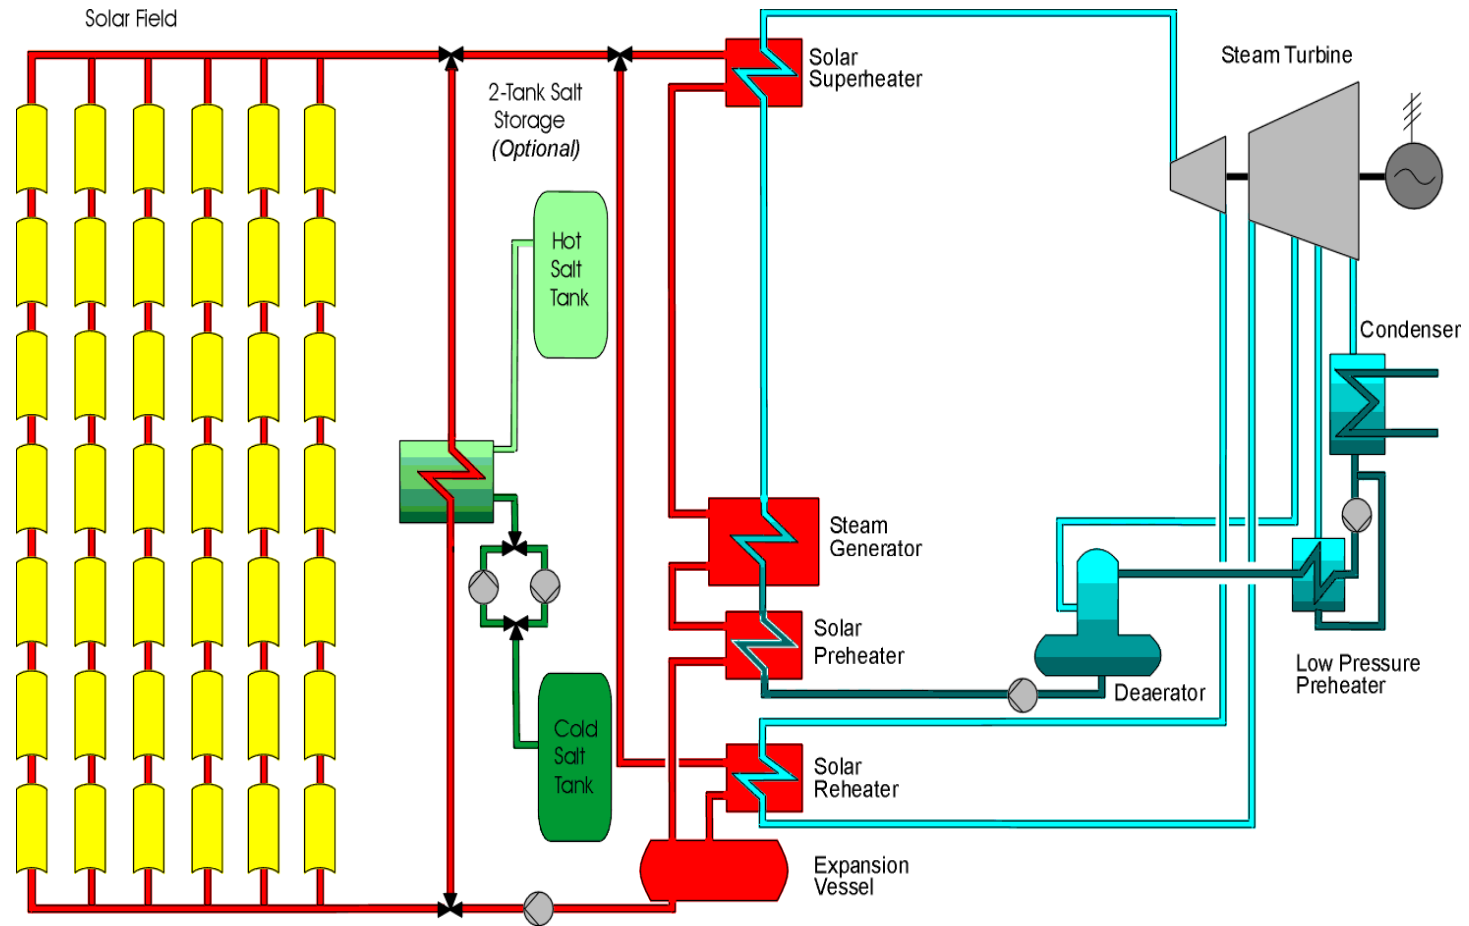 Solar Field
2-Tank Salt
Storage
(Optional)
Hot
Salt
Tank
Cold
Salt
Tank
Solar
Superheater
Steam
Generator
Solar
Preheater
Solar
Reheater
Expansion
Vessel
Steam Turbine
Condenser
Low Pressure
Preheater
Deaerator